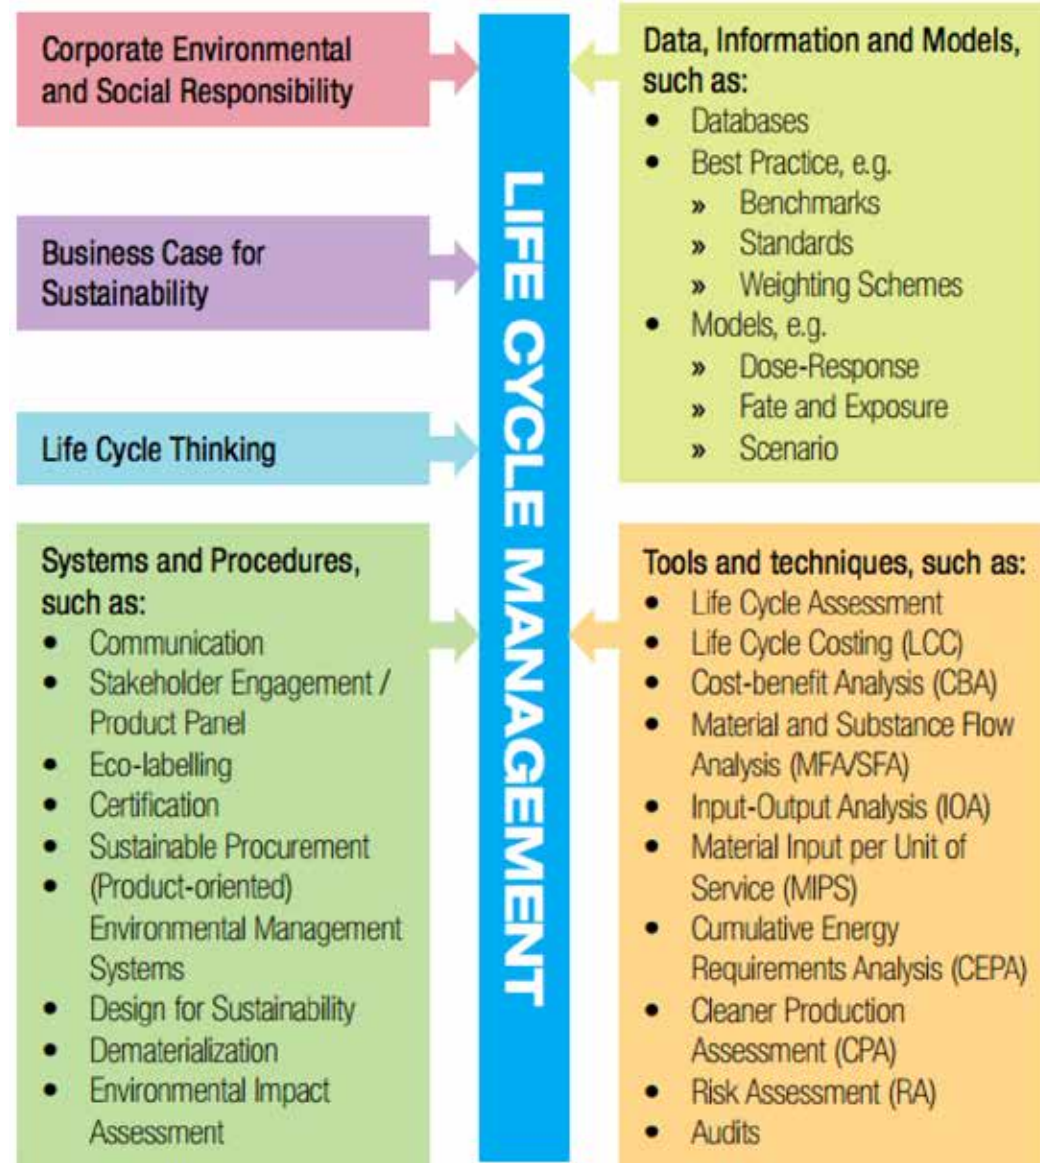 Corporate Environmental
and Social Responsibility
Business Case for
Sustainability
Life Cycle Thinking
Systems and Procedures,
such as:
• Communication
• Stakeholder Engagement /
Product Panel
• Eco-labelling
• Certification
• Sustainable Procurement
• (Product-oriented)
Environmental Management
Systems
• Design for Sustainability
• Dematerialization
• Environmental Impact
Assessment
LIFE CYCLE MANAGEMENT
Data, Information and Models,
such as:
• Databases
• Best Practice, e.g.
» Benchmarks
» Standards
» Weighting Schemes
• Models, e.g.
» Dose-Response
» Fate and Exposure
» Scenario
Tools and techniques, such as:
• Life Cycle Assessment
• Life Cycle Costing (LCC)
• Cost-benefit Analysis (CBA)
• Material and Substance Flow
Analysis (MFA/SFA)
• Input-Output Analysis (IOA)
• Material Input per Unit of
Service (MIPS)
• Cumulative Energy
Requirements Analysis (CEPA)
• Cleaner Production
Assessment (CPA)
• Risk Assessment (RA)
• Audits